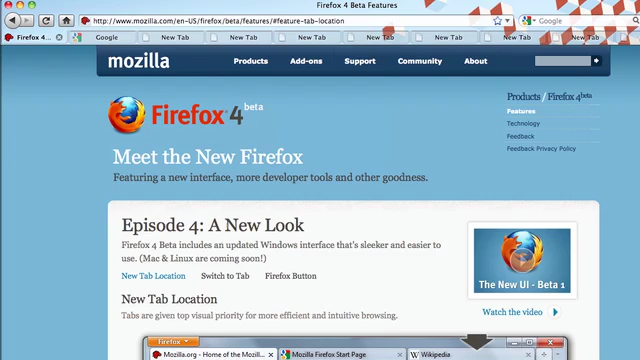 Firefox 4 Beta Features
http://www.mozilla.com/en-US/firefox/beta/features/#feature-tab-location
Google
Firefox 4...
Google
New Tab
New Tab
New Tab
New Tab
New Tab
New Tab
New Tab
mozilla
Products
Add-ons
Support
Community
About
Firefox 4 beta
Products / Firefox 4 beta
Features
Technology
Feedback
Feedback Privacy Policy
Meet the New Firefox
Featuring a new interface, more developer tools and other goodness.
Episode 4: A New Look
Firefox 4 Beta includes an updated Windows interface that's sleeker and easier to
use. (Mac & Linux are coming soon!)
New Tab Location
Switch to Tab
Firefox Button
The New UI - Beta 1
Watch the video
New Tab Location
Tabs are given top visual priority for more efficient and intuitive browsing.
Firefox
Mozilla.org - Home of the Mozill...
Mozilla Firefox Start Page
Wikipedia